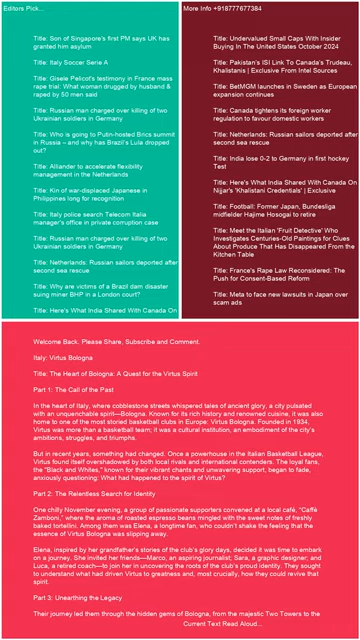 Editors Pick...
Title: Son of Singapore's first PM says UK has
granted him asylum
Title: Italy Soccer Serie A
Title: Gisele Pelicot's testimony in France mass
rape trial: What woman drugged by husband &
raped by 50 men said
Title: Russian man charged over killing of two
Ukrainian soldiers in Germany
Title: Who is going to Putin-hosted Brics summit
in Russia – and why has Brazil's Lula dropped
out?
Title: Alliander to accelerate flexibility
management in the Netherlands
Title: Kin of war-displaced Japanese in
Philippines long for recognition
Title: Italy police search Telecom Italia
manager's office in private corruption case
Title: Russian man charged over killing of two
Ukrainian soldiers in Germany
Title: Netherlands: Russian sailors deported after
second sea rescue
Title: Why are victims of a Brazil dam disaster
suing miner BHP in a London court?
Title: Here's What India Shared With Canada On
More Info +918777677384
Title: Undervalued Small Caps With Insider
Buying In The United States October 2024
Title: Pakistan's ISI Link To Canada's Trudeau,
Khalistanis | Exclusive From Intel Sources
Title: BetMGM launches in Sweden as European
expansion continues
Title: Canada tightens its foreign worker
regulation to favour domestic workers
Title: Netherlands: Russian sailors deported after
second sea rescue
Title: India lose 0-2 to Germany in first hockey
Test
Title: Here's What India Shared With Canada On
Nijjar's 'Khalistani Credentials' | Exclusive
Title: Football: Former Japan, Bundesliga
midfielder Hajime Hosogai to retire
Title: Meet the Italian 'Fruit Detective' Who
Investigates Centuries-Old Paintings for Clues
About Produce That Has Disappeared From the
Kitchen Table
Title: France's Rape Law Reconsidered: The
Push for Consent-Based Reform
Title: Meta to face new lawsuits in Japan over
scam ads
Welcome Back. Please Share, Subscribe and Comment.
Italy: Virtus Bologna
Title: The Heart of Bologna: A Quest for the Virtus Spirit
Part 1: The Call of the Past
In the heart of Italy, where cobblestone streets whispered tales of ancient glory, a city pulsated
with an unquenchable spirit—Bologna. Known for its rich history and renowned cuisine, it was also
home to one of the most storied basketball clubs in Europe: Virtus Bologna. Founded in 1934,
Virtus was more than a basketball team; it was a cultural institution, an embodiment of the city's
ambitions, struggles, and triumphs.
But in recent years, something had changed. Once a powerhouse in the Italian Basketball League,
Virtus found itself overshadowed by both local rivals and international contenders. The loyal fans,
the "Black and Whites," known for their vibrant chants and unwavering support, began to fade,
anxiously questioning: What had happened to the spirit of Virtus?
Part 2: The Relentless Search for Identity
One chilly November evening, a group of passionate supporters convened at a local café, "Caffè
Zamboni," where the aroma of roasted espresso beans mingled with the sweet notes of freshly
baked tortellini. Among them was Elena, a longtime fan, who couldn't shake the feeling that the
essence of Virtus Bologna was slipping away.
Elena, inspired by her grandfather's stories of the club's glory days, decided it was time to embark
on a journey. She invited her friends—Marco, an aspiring journalist; Sara, a graphic designer; and
Luca, a retired coach—to join her in uncovering the roots of the club's proud identity. They sought
to understand what had driven Virtus to greatness and, most crucially, how they could revive that
spirit.
Part 3: Unearthing the Legacy
Their journey led them through the hidden gems of Bologna, from the majestic Two Towers to the
Current Text Read Aloud...